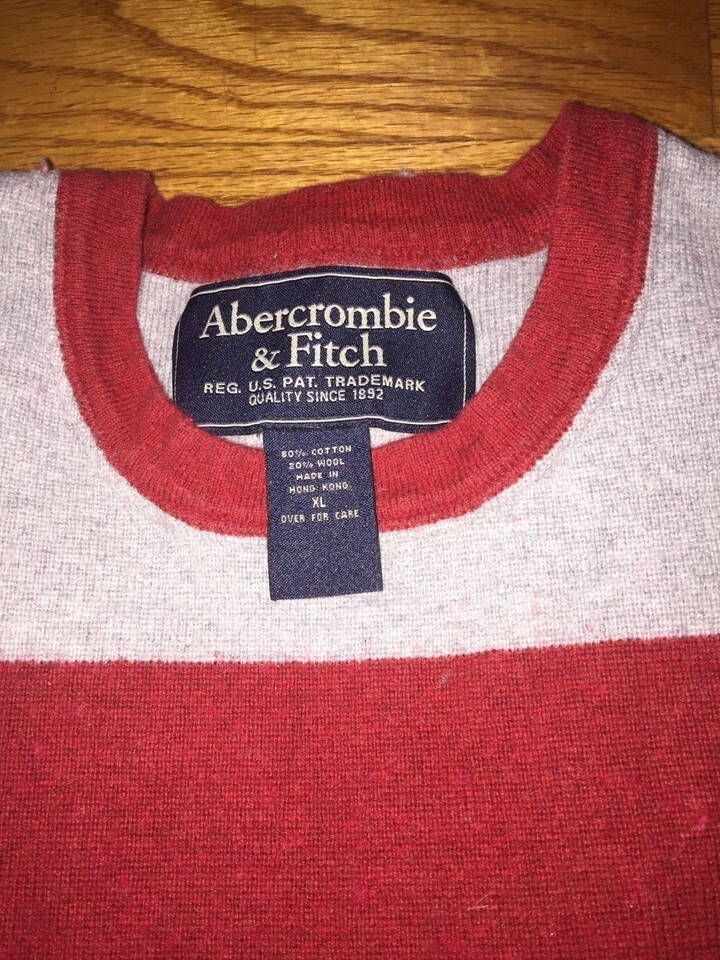 Abercrombie
& Fitch
REG. U.S. PAT. TRADEMARK
QUALITY SINCE 1892
80% COTTON
20% WOOL
MADE IN
HONG KONG
XL
OVER FOR CARE